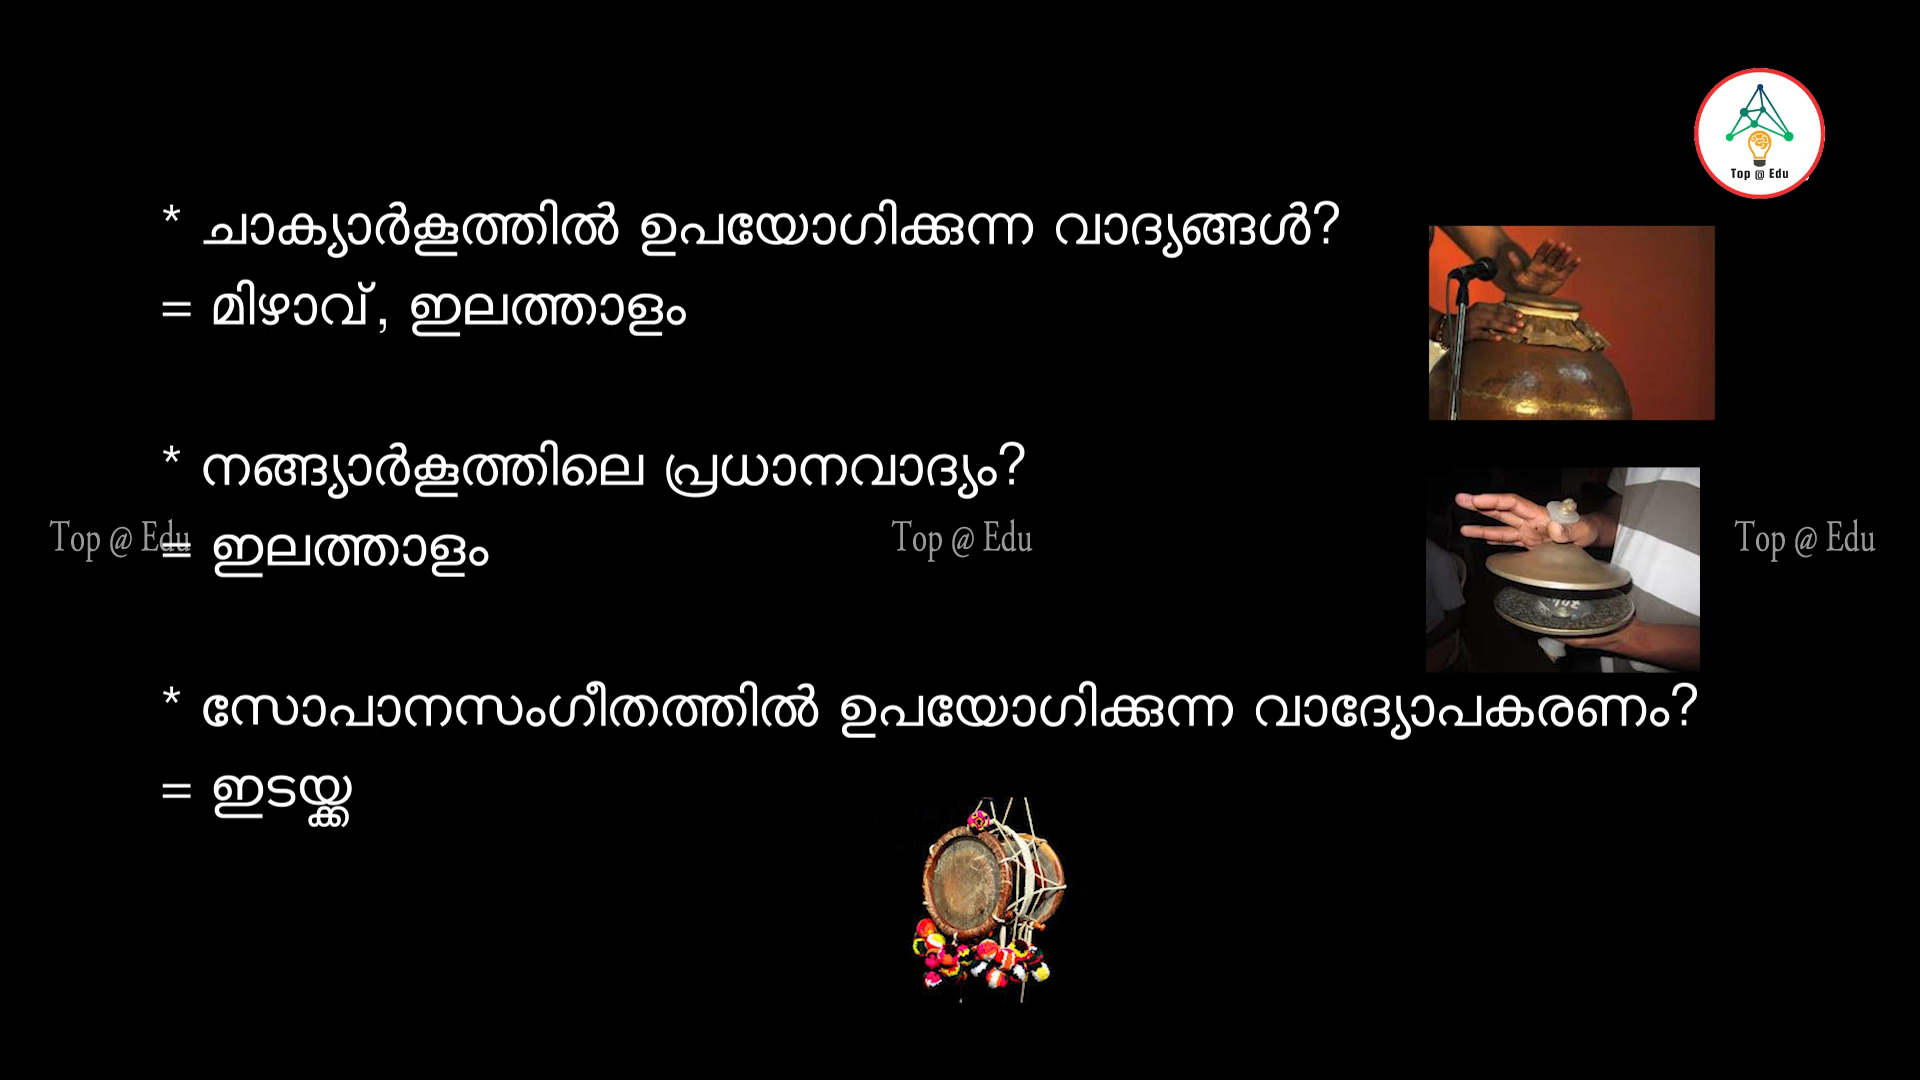 Top @ Edu
* ചാക്യാർകൂത്തിൽ ഉപയോഗിക്കുന്ന വാദ്യങ്ങൾ?
= മിഴാവ്, ഇലത്താളം
* നങ്ങ്യാർകൂത്തിലെ പ്രധാനവാദ്യം?
Top @ Edu Top @ Edu Top @ Edu
= ഇലത്താളം
* സോപാനസംഗീതത്തിൽ ഉപയോഗിക്കുന്ന വാദ്യോപകരണം?
= ഇടയ്ക്ക